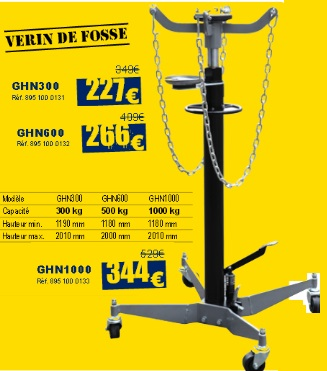 VERIN DE FOSSE
349€
GHN300
227€
Réf. 895 100 0131
409€
GHN600
266€
Réf. 895 100 0132
Modèle GHN300 GHN600 GHN1000
Capacité 300 kg 500 kg 1000 kg
Hauteur min. 1190 mm 1180 mm 1180 mm
Hauteur max. 2010 mm 2000 mm 2010 mm
529€
GHN1000
344€
Réf. 895 100 0133